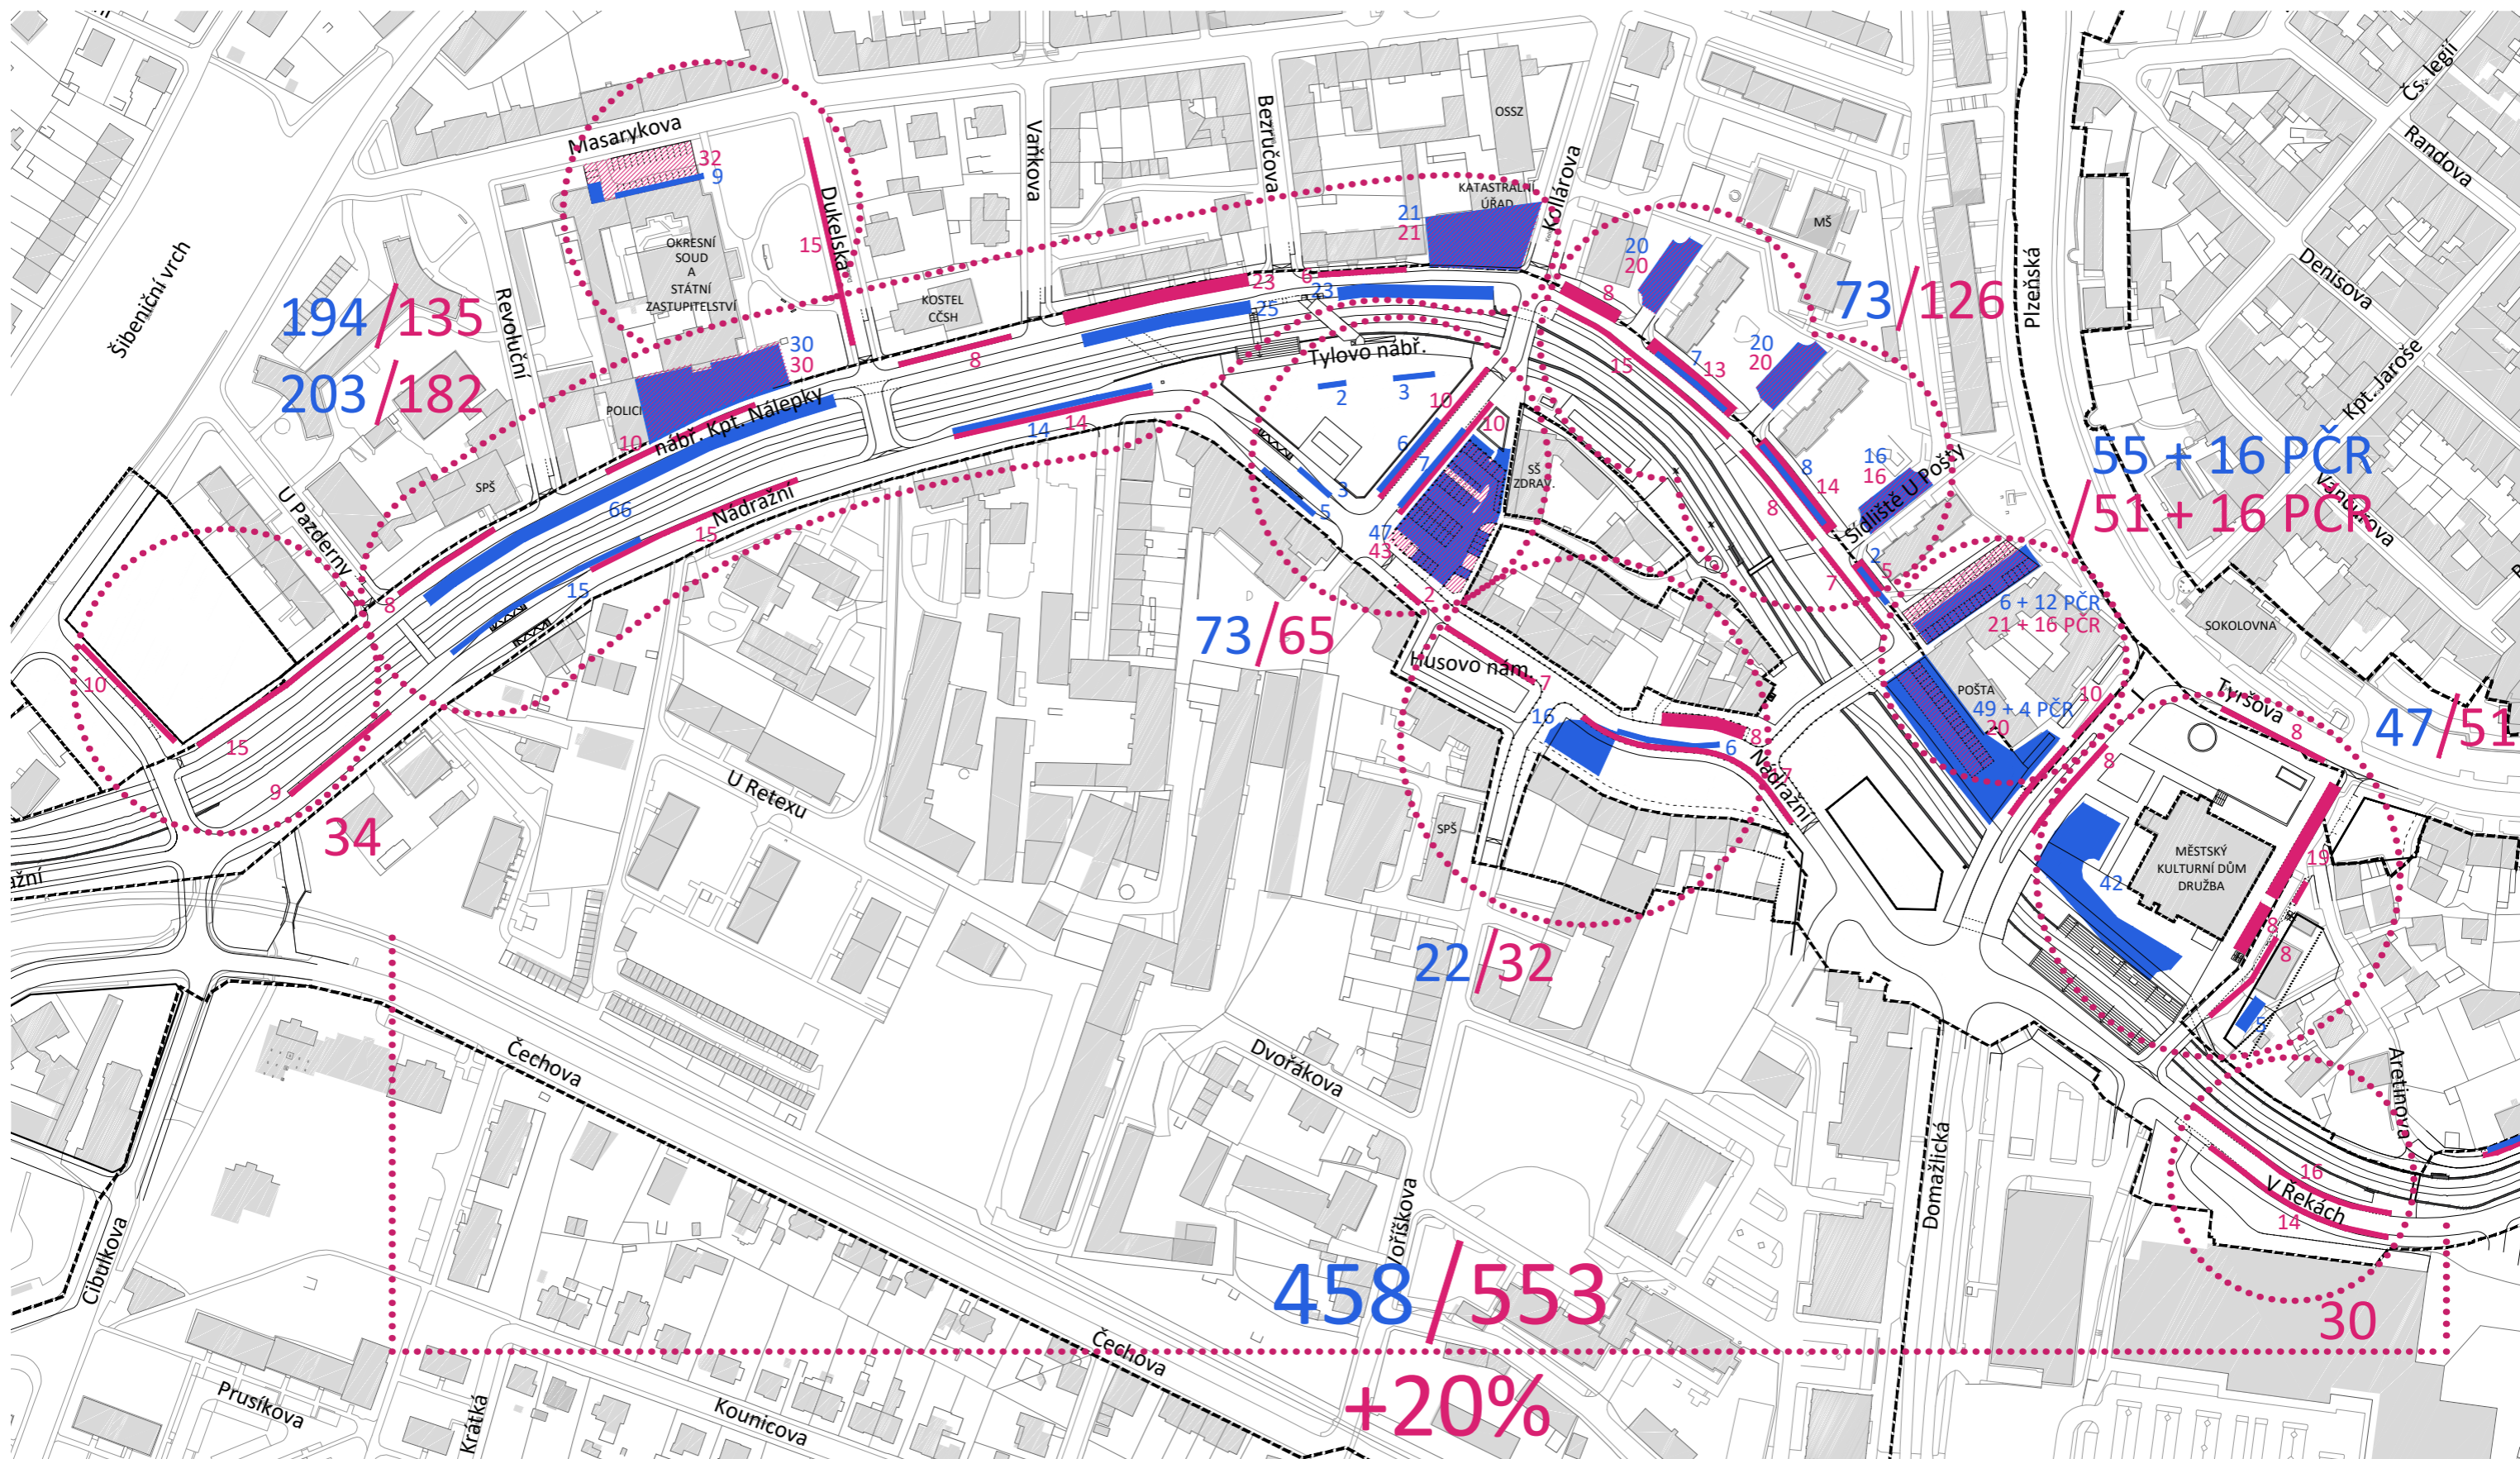 Čs. legií
Randova
Masarykova
32
9
Vaňkova
Bezručova
OSSZ
Kollárova
KATASTRÁLNÍ
ÚŘAD
21
21
MŠ
Plzeňská
Denisova
Kpt. Jaroše
Šibeniční vrch
Revoluční
Dukelská
15
OKRESNÍ
SOUD
A
STÁTNÍ
ZASTUPITELSTVÍ
KOSTEL
CČSH
194/135
203/182
23
6
23
25
20
20
8
73/126
30
30
Tylovo nábř.
7
13
15
20
20
POLICI
nábř. Kpt. Nálepky
10
8
14
14
2
3
10
10
6
7
SŠ
ZDRAV.
8
14
16
16
Sídliště U Pošty
55 + 16 PČR
/51 + 16 PČR
Vančurova
SPŠ
U Pazderny
66
Nádražní
15
15
8
3
5
47
43
2
8
7
2
5
6 + 12 PČR
21 + 16 PČR
SOKOLOVNA
73/65
Husovo nám.
7
10
15
9
34
16
6
8
7
Nádražní
POŠTA
49 + 4 PČR
20
10
8
Tyršova
8
47/51
U Retexu
SPŠ
ažní
22/32
42
MĚSTSKÝ
KULTURNÍ DŮM
DRUŽBA
19
8
8
5
Čechova
Dvořákova
Aretinova
Domažlická
16
V Řekách
14
Cibulkova
Voříškova
458/553
+20%
30
Čechova
Prusíkova
Krátká
Kounicova